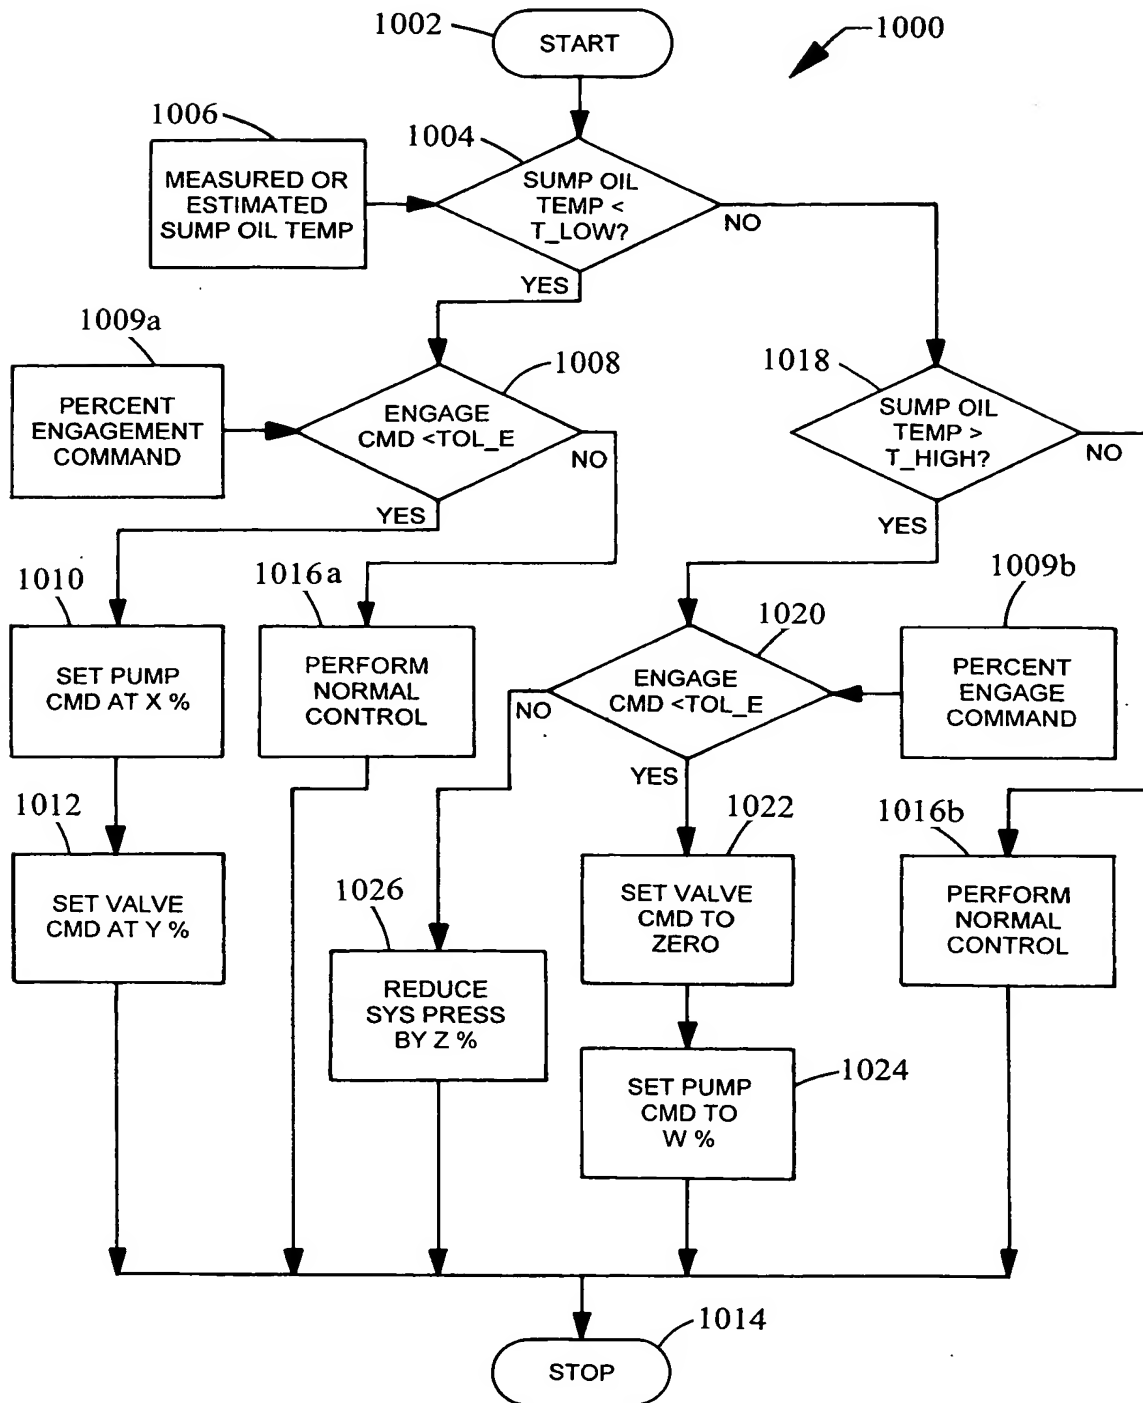 1002
START
1000
1006
1004
MEASURED OR
ESTIMATED
SUMP OIL TEMP
SUMP OIL
TEMP <
T_LOW?
NO
YES
1009a
1008
1018
PERCENT
ENGAGEMENT
COMMAND
ENGAGE
CMD <TOL_E
NO
YES
SUMP OIL
TEMP >
T_HIGH?
NO
YES
1010
1016a
1020
1009b
SET PUMP
CMD AT X %
PERFORM
NORMAL
CONTROL
ENGAGE
CMD <TOL_E
NO
YES
PERCENT
ENGAGE
COMMAND
1012
1022
1016b
SET VALVE
CMD AT Y %
1026
SET VALVE
CMD TO
ZERO
PERFORM
NORMAL
CONTROL
REDUCE
SYS PRESS
BY Z %
1024
SET PUMP
CMD TO
W %
1014
STOP